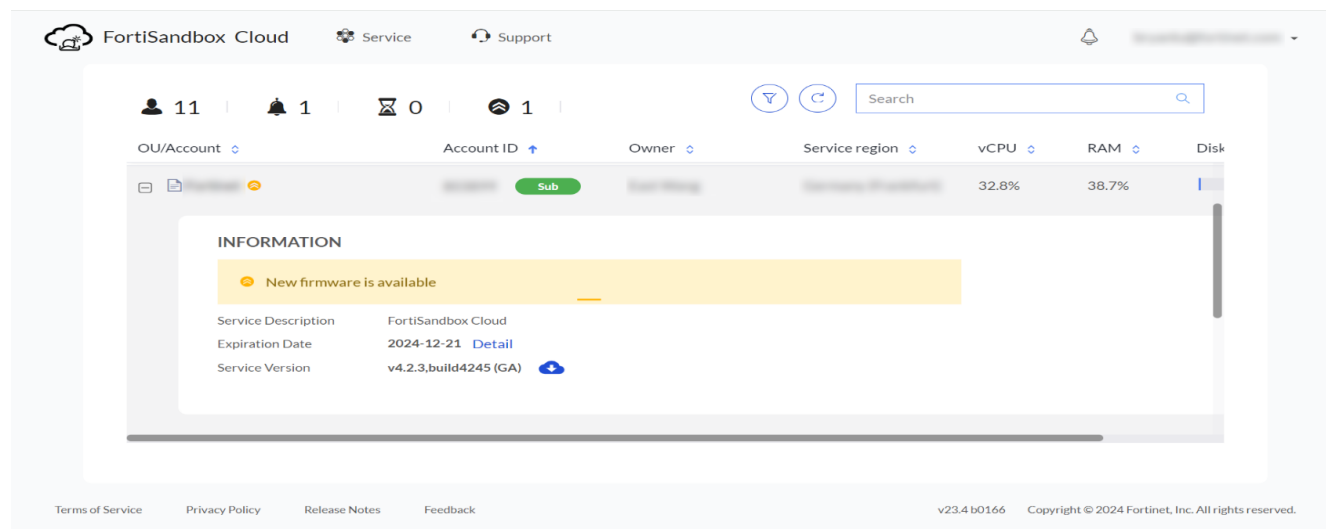 FortiSandbox Cloud Service Support
11 1 0 1 Search
OU/Account Account ID Owner Service region vCPU RAM Disk
Sub 32.8% 38.7%
INFORMATION
New firmware is available
Service Description FortiSandbox Cloud
Expiration Date 2024-12-21 Detail
Service Version v4.2.3,build4245 (GA)
Terms of Service Privacy Policy Release Notes Feedback v23.4 b0166 Copyright © 2024 Fortinet, Inc. All rights reserved.